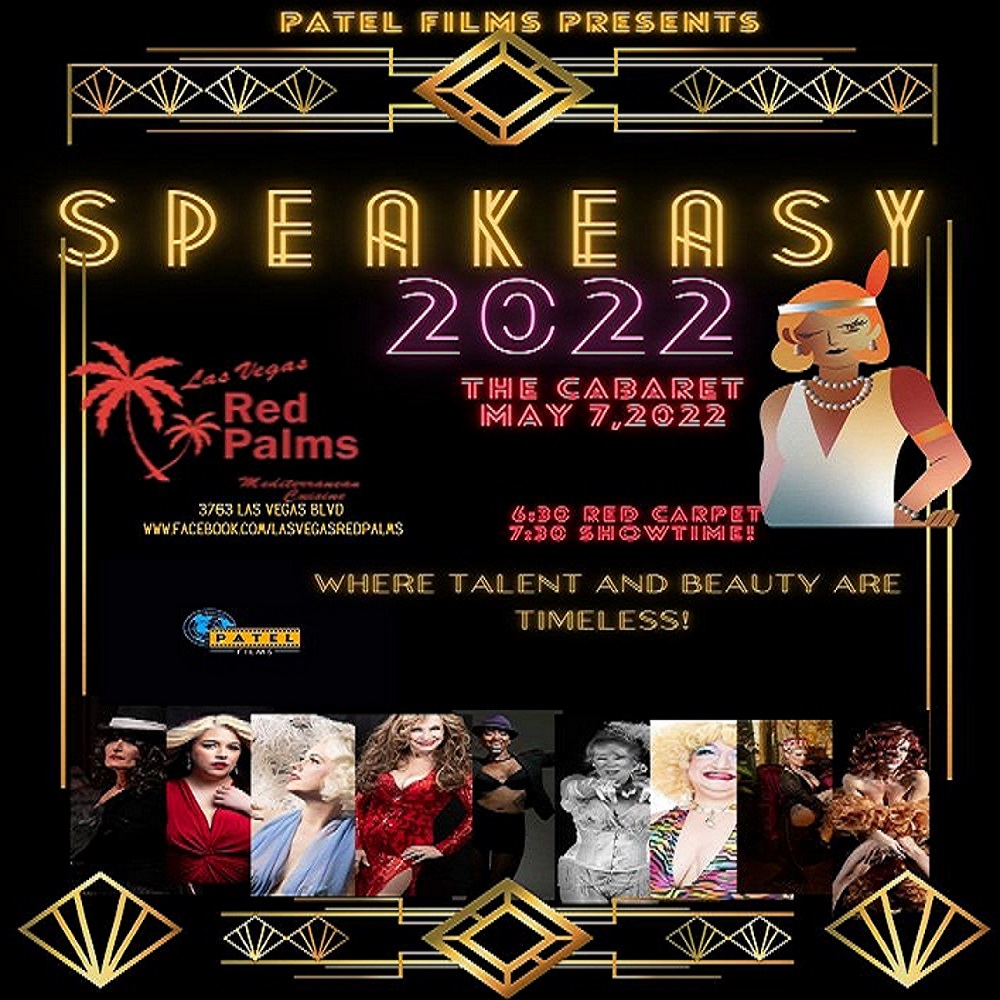 PATEL FILMS PRESENTS
SPEAKEASY
2022
THE CABARET
MAY 7,2022
Las Vegas
Red
Palms
Mediterranean
Cuisine
3763 LAS VEGAS BLVD
WWW.FACEBOOK.COM/LASVEGASREDPALMS
6:30 RED CARPET
7:30 SHOWTIME!
WHERE TALENT AND BEAUTY ARE
TIMELESS!
PATEL
FILMS